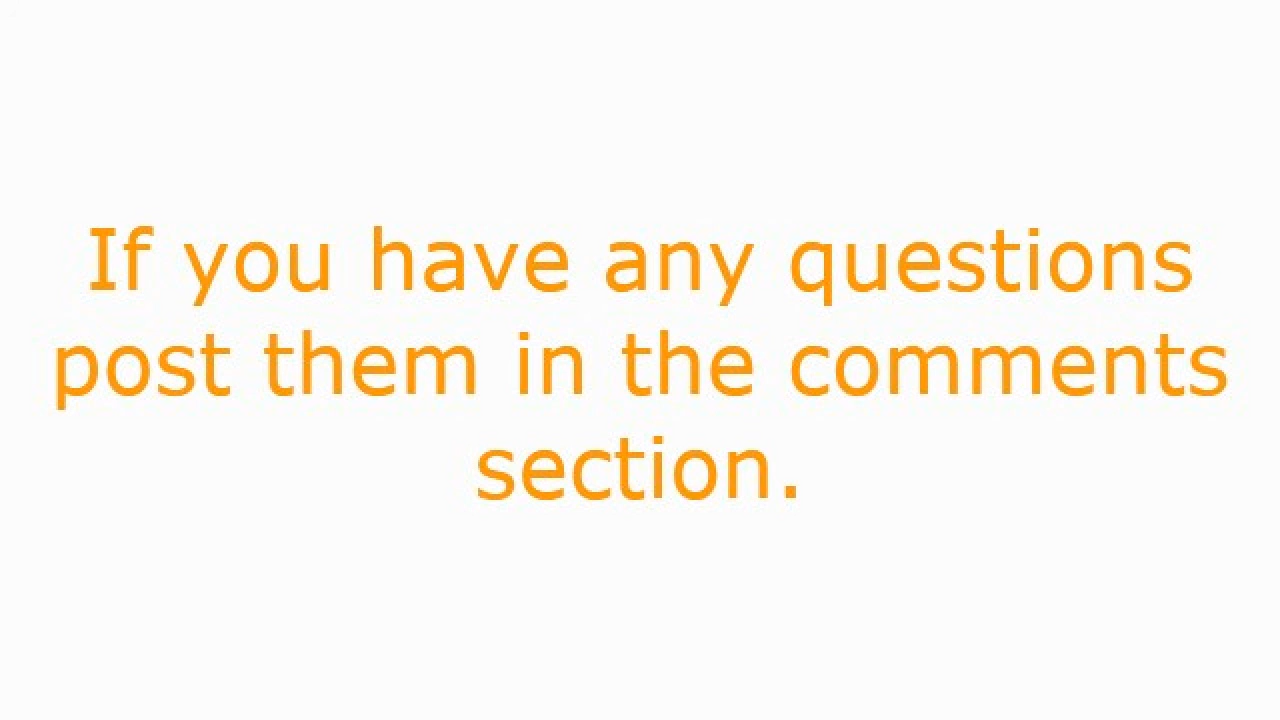 If you have any questions
post them in the comments
section.